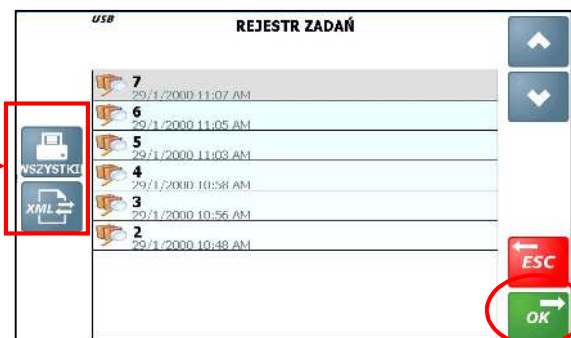 USB
REJESTR ZADAŃ
7
29/1/2000 11:07 AM
6
29/1/2000 11:05 AM
5
29/1/2000 11:03 AM
4
29/1/2000 10:58 AM
3
29/1/2000 10:56 AM
2
29/1/2000 10:48 AM
WSZYSTKI
XML
ESC
OK